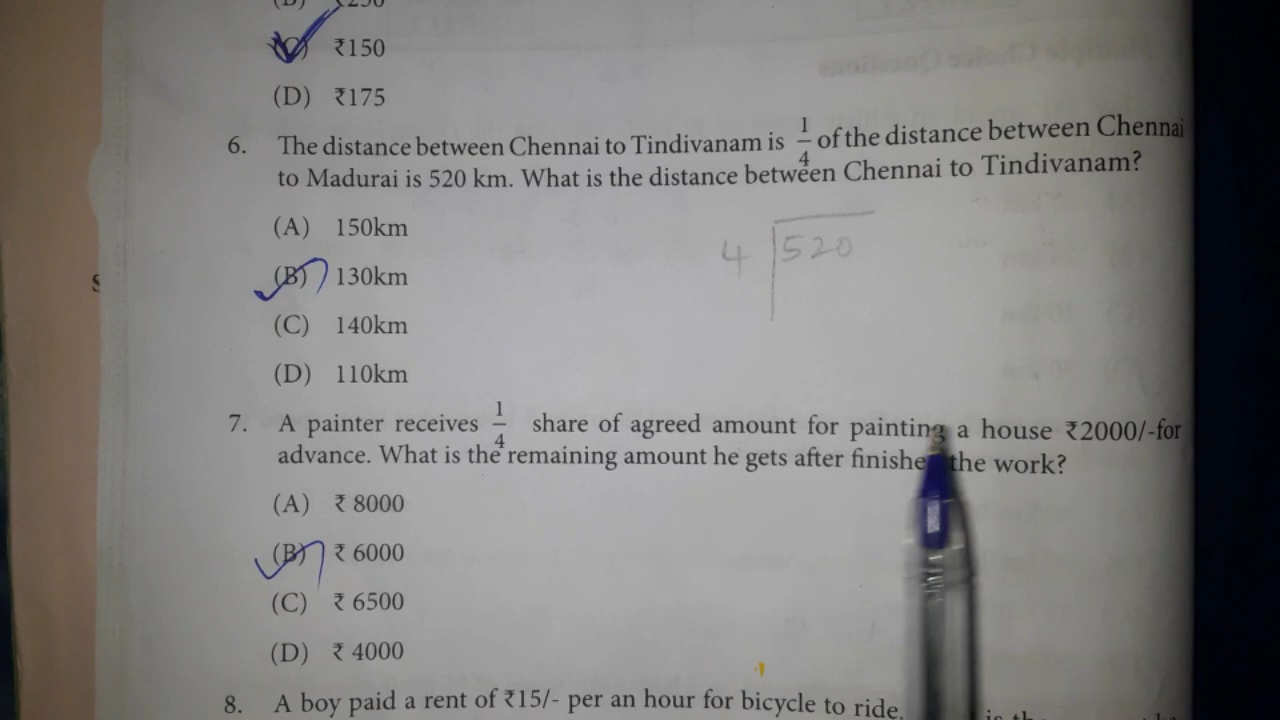 ₹150
(D) ₹175
6. The distance between Chennai to Tindivanam is 1/4 of the distance between Chennai
to Madurai is 520 km. What is the distance between Chennai to Tindivanam?
(A) 150km
4 520
(B) 130km
(C) 140km
(D) 110km
7. A painter receives 1/4 share of agreed amount for painting a house ₹2000/-for
advance. What is the remaining amount he gets after finishe the work?
(A) ₹ 8000
(B) ₹ 6000
(C) ₹ 6500
(D) ₹ 4000
8. A boy paid a rent of ₹15/- per an hour for bicycle to ride.